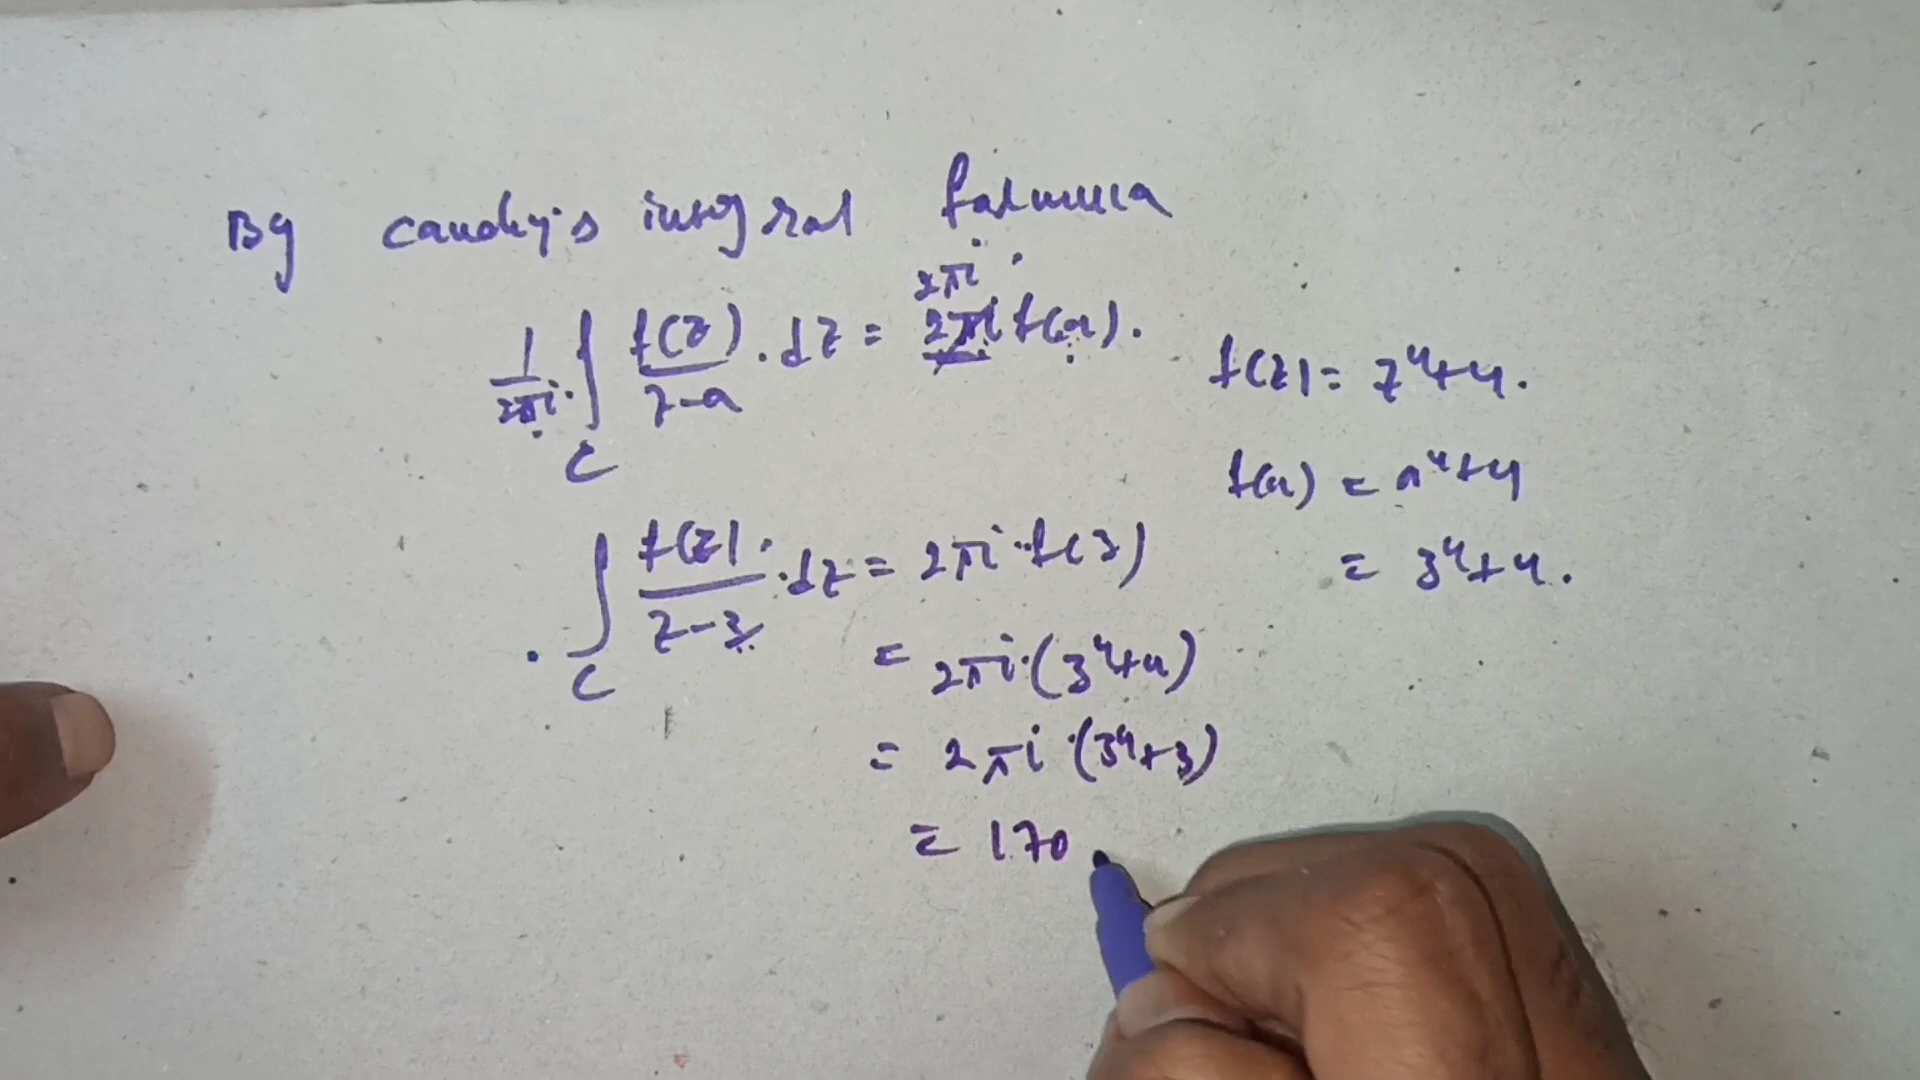 By cauchy's integral formula
2πi
1/2πi · ∫_C f(z)/z-a . dz = 2πi f(a).
f(z) = z⁴+4.
f(a) = a⁴+4
∫_C f(z)/z-3 . dz = 2πi · f(3)
= 3⁴+4.
= 2πi · (3⁴+4)
= 2πi · (3⁴+3)
= 170